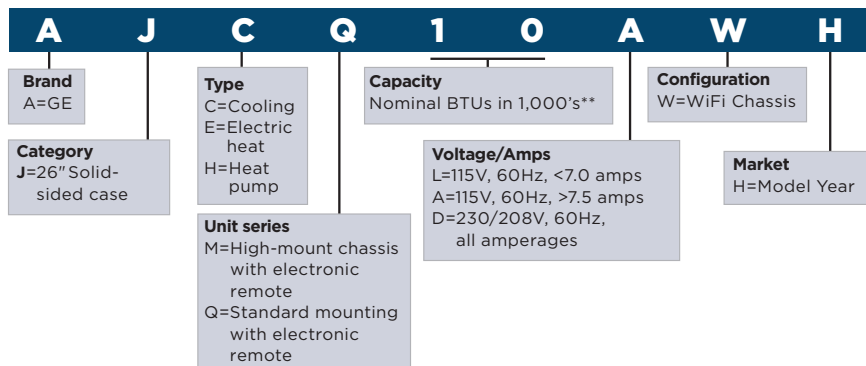 A J C Q 1 0 A W H
Brand
A=GE
Category
J=26" Solid-
sided case
Type
C=Cooling
E=Electric
heat
H=Heat
pump
Unit series
M=High-mount chassis
with electronic
remote
Q=Standard mounting
with electronic
remote
Capacity
Nominal BTUs in 1,000's**
Voltage/Amps
L=115V, 60Hz, <7.0 amps
A=115V, 60Hz, >7.5 amps
D=230/208V, 60Hz,
all amperages
Configuration
W=WiFi Chassis
Market
H=Model Year